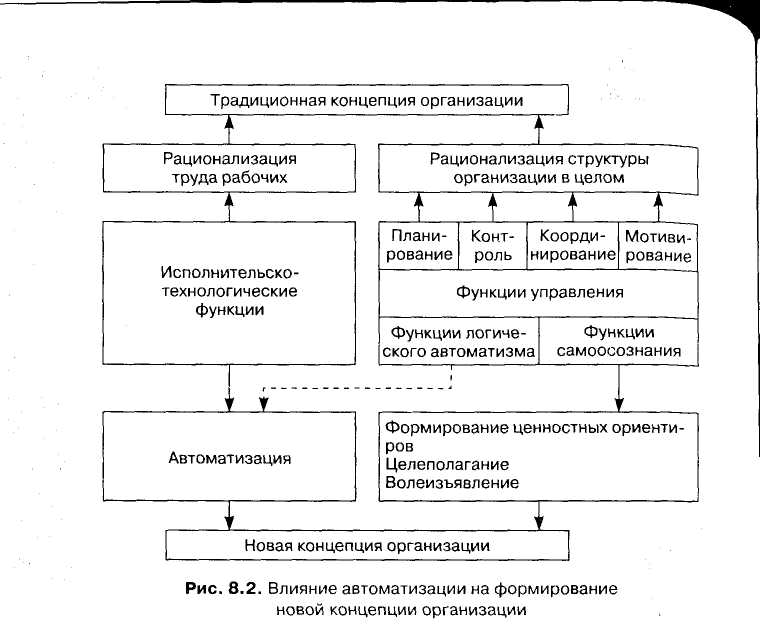 Традиционная концепция организации
Рационализация
труда рабочих
Рационализация структуры
организации в целом
Исполнительско-
технологические
функции
Плани-
рование
Конт-
роль
Коорди-
нирование
Мотиви-
рование
Функции управления
Функции логиче-
ского автоматизма
Функции
самоосознания
Автоматизация
Формирование ценностных ориенти-
ров
Целеполагание
Волеизъявление
Новая концепция организации
Рис. 8.2. Влияние автоматизации на формирование
новой концепции организации